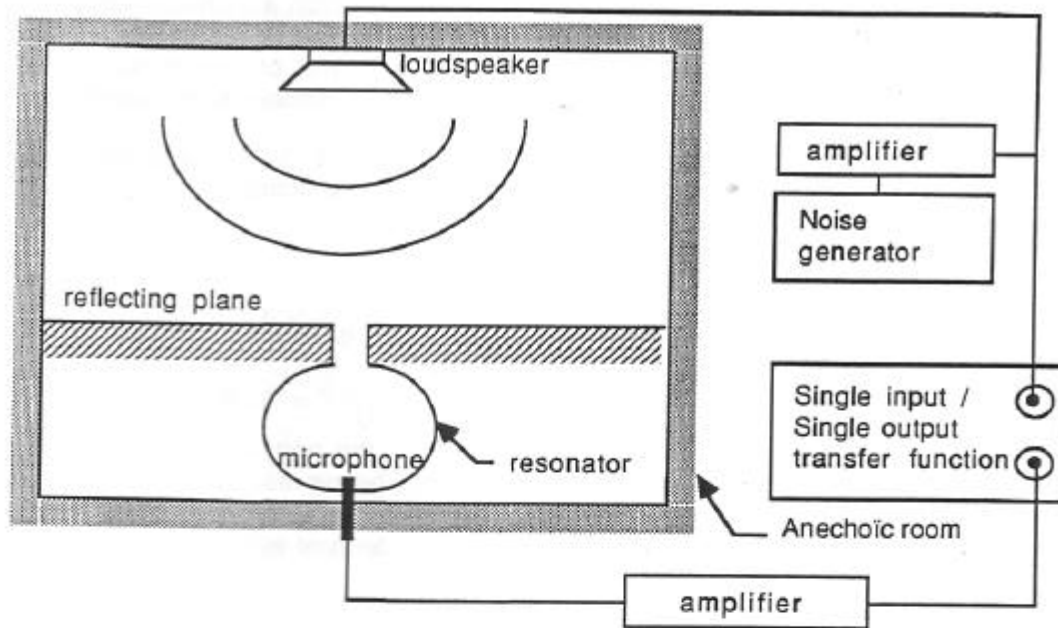 loudspeaker
amplifier
Noise
generator
reflecting plane
Single input /
Single output
transfer function
microphone
resonator
Anechoïc room
amplifier